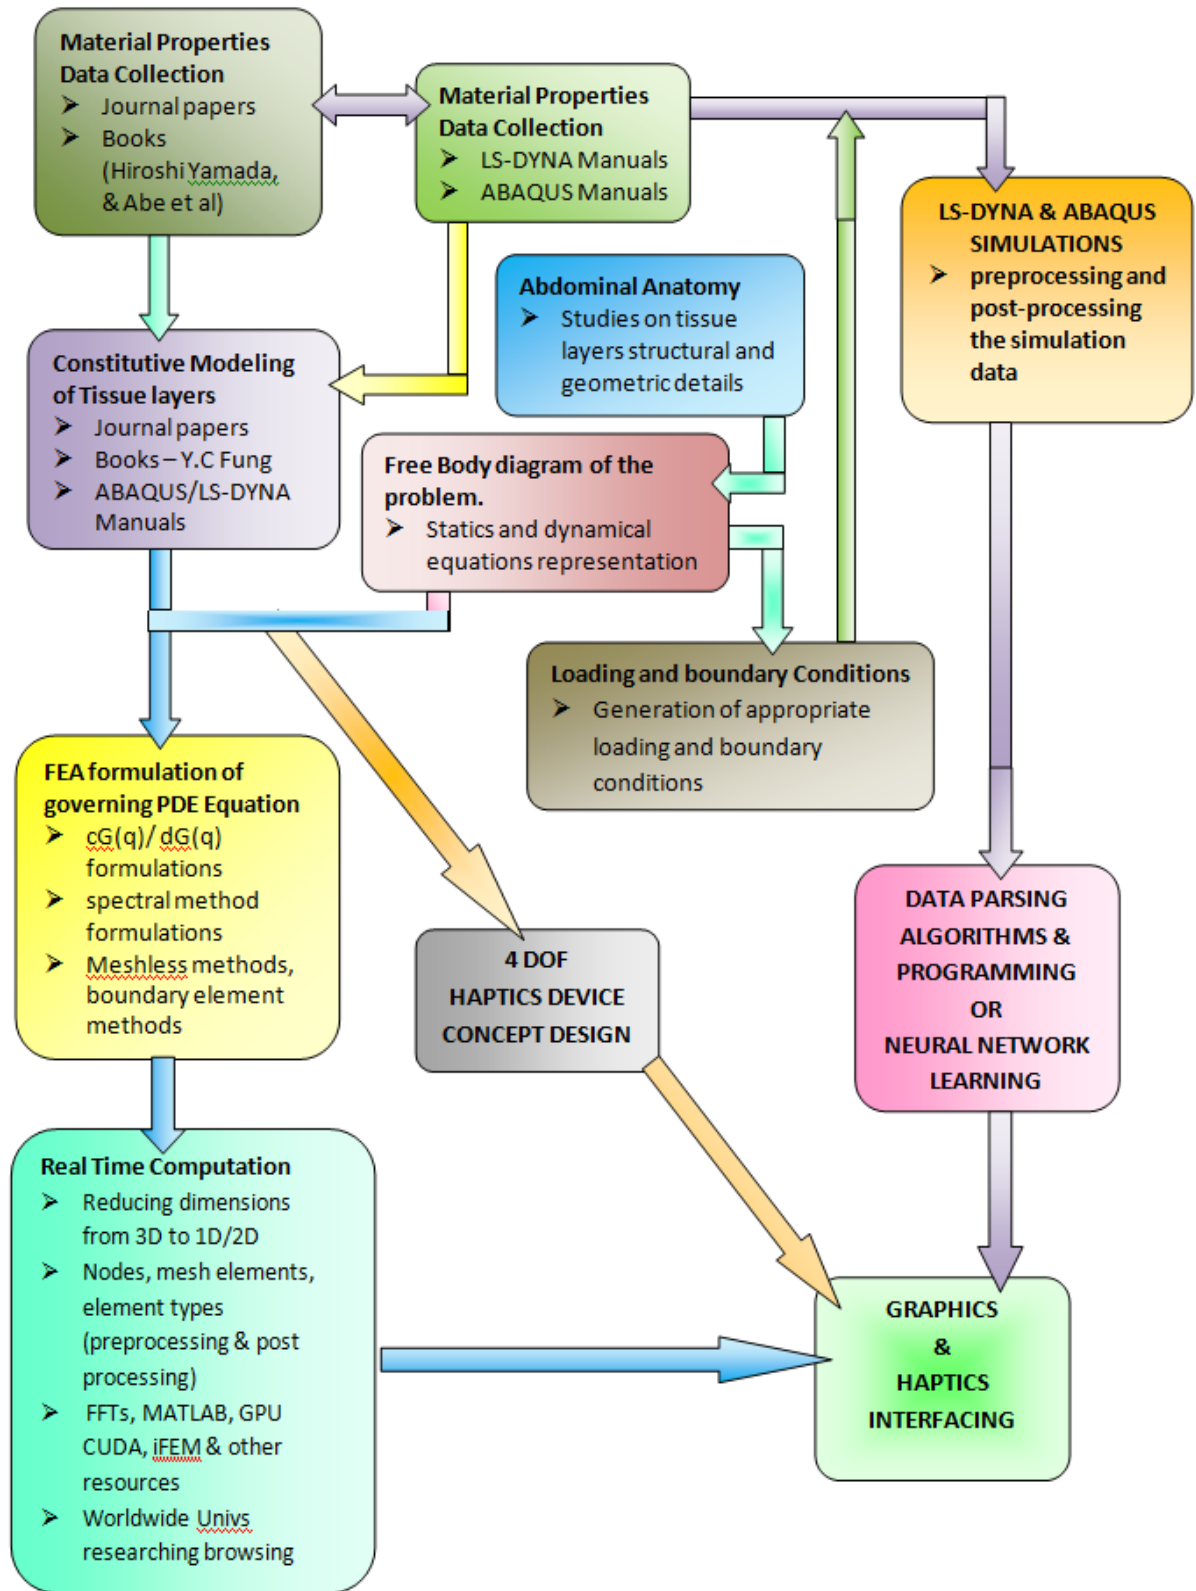 Material Properties
Data Collection
➢ Journal papers
➢ Books
(Hiroshi Yamada,
& Abe et al)
Material Properties
Data Collection
➢ LS-DYNA Manuals
➢ ABAQUS Manuals
LS-DYNA & ABAQUS
SIMULATIONS
➢ preprocessing and
post-processing
the simulation
data
Abdominal Anatomy
➢ Studies on tissue
layers structural and
geometric details
Constitutive Modeling
of Tissue layers
➢ Journal papers
➢ Books – Y.C Fung
➢ ABAQUS/LS-DYNA
Manuals
Free Body diagram of the
problem.
➢ Statics and dynamical
equations representation
Loading and boundary Conditions
➢ Generation of appropriate
loading and boundary
conditions
FEA formulation of
governing PDE Equation
➢ cG(q)/ dG(q)
formulations
➢ spectral method
formulations
➢ Meshless methods,
boundary element
methods
4 DOF
HAPTICS DEVICE
CONCEPT DESIGN
DATA PARSING
ALGORITHMS &
PROGRAMMING
OR
NEURAL NETWORK
LEARNING
Real Time Computation
➢ Reducing dimensions
from 3D to 1D/2D
➢ Nodes, mesh elements,
element types
(preprocessing & post
processing)
➢ FFTs, MATLAB, GPU
CUDA, iFEM & other
resources
➢ Worldwide Univs
researching browsing
GRAPHICS
&
HAPTICS
INTERFACING